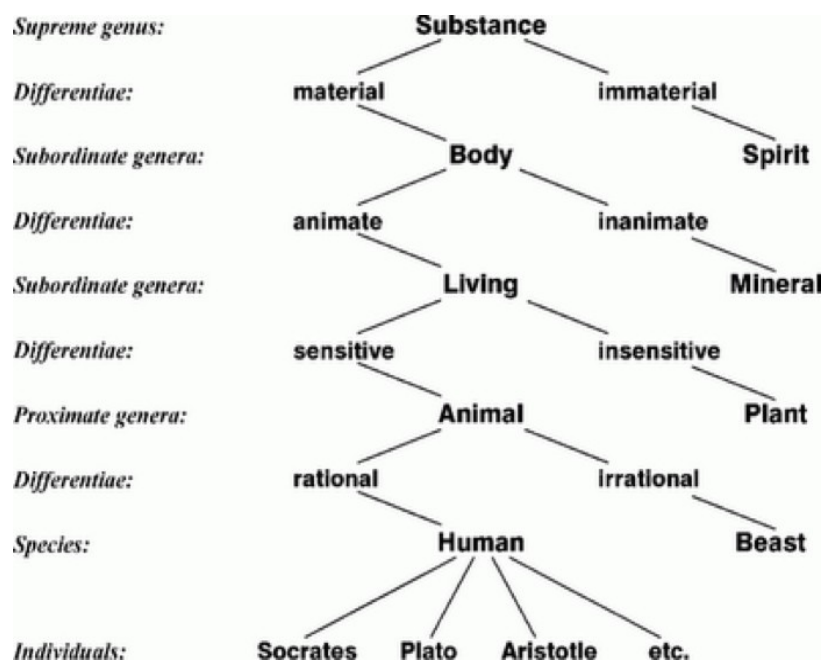 Supreme genus: Substance
Differentiae: material immaterial
Subordinate genera: Body Spirit
Differentiae: animate inanimate
Subordinate genera: Living Mineral
Differentiae: sensitive insensitive
Proximate genera: Animal Plant
Differentiae: rational irrational
Species: Human Beast
Individuals: Socrates Plato Aristotle etc.